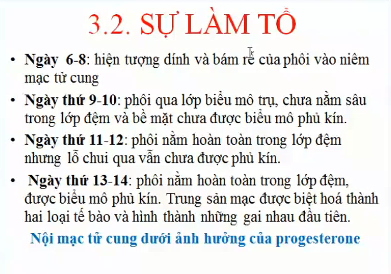 3.2. SỰ LÀM TỔ
• Ngày 6-8: hiện tượng dính và bám rễ của phôi vào niêm
mạc tử cung
• Ngày thứ 9-10: phôi qua lớp biểu mô trụ, chưa nằm sâu
trong lớp đệm và bề mặt chưa được biểu mô phủ kín.
• Ngày thứ 11-12: phôi nằm hoàn toàn trong lớp đệm
nhưng lỗ chui qua vẫn chưa được phủ kín.
• Ngày thứ 13-14: phôi nằm hoàn toàn trong lớp đệm,
được biểu mô phủ kín. Trung sản mạc được biệt hoá thành
hai loại tế bào và hình thành những gai nhau đầu tiên.
Nội mạc tử cung dưới ảnh hưởng của progesterone